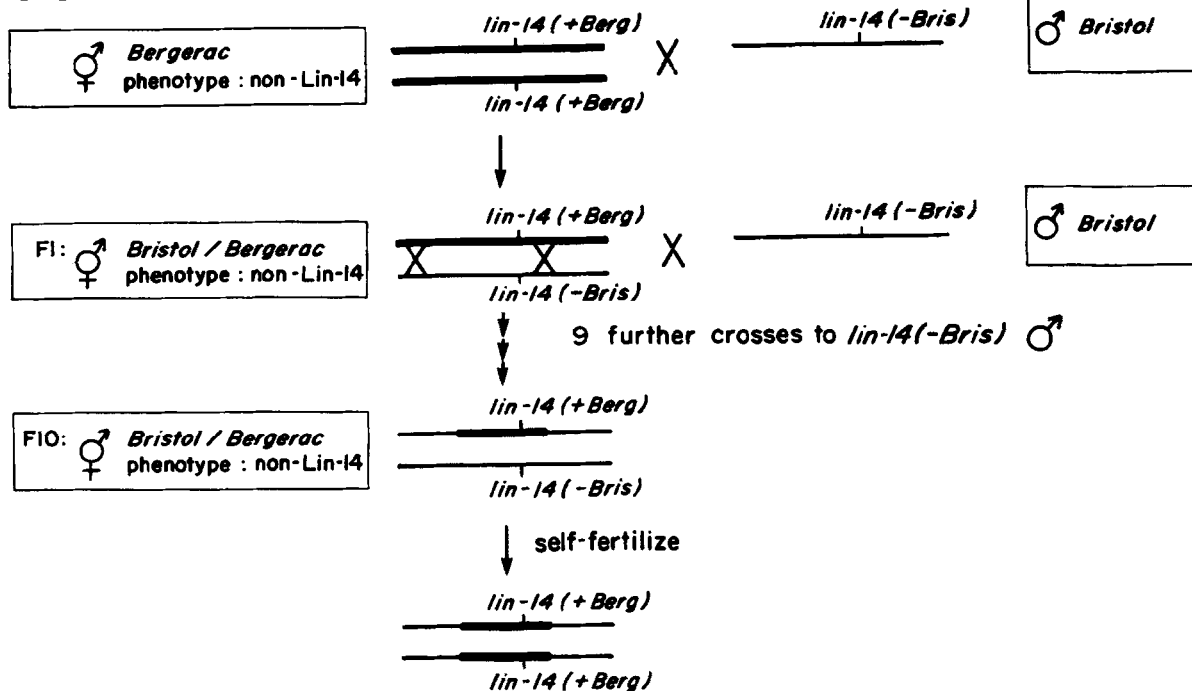 lin-14 (+Berg)
lin-14 (-Bris)
⚥ Bergerac
phenotype : non-Lin-14
X
♂ Bristol
lin-14 (+Berg)
lin-14 (+Berg)
lin-14 (-Bris)
F1: ⚥ Bristol / Bergerac
phenotype : non-Lin-14
X
♂ Bristol
lin-14 (-Bris)
9 further crosses to lin-14 (-Bris) ♂
lin-14 (+Berg)
F10: ⚥ Bristol / Bergerac
phenotype : non-Lin-14
lin-14 (-Bris)
self-fertilize
lin-14 (+Berg)
lin-14 (+Berg)